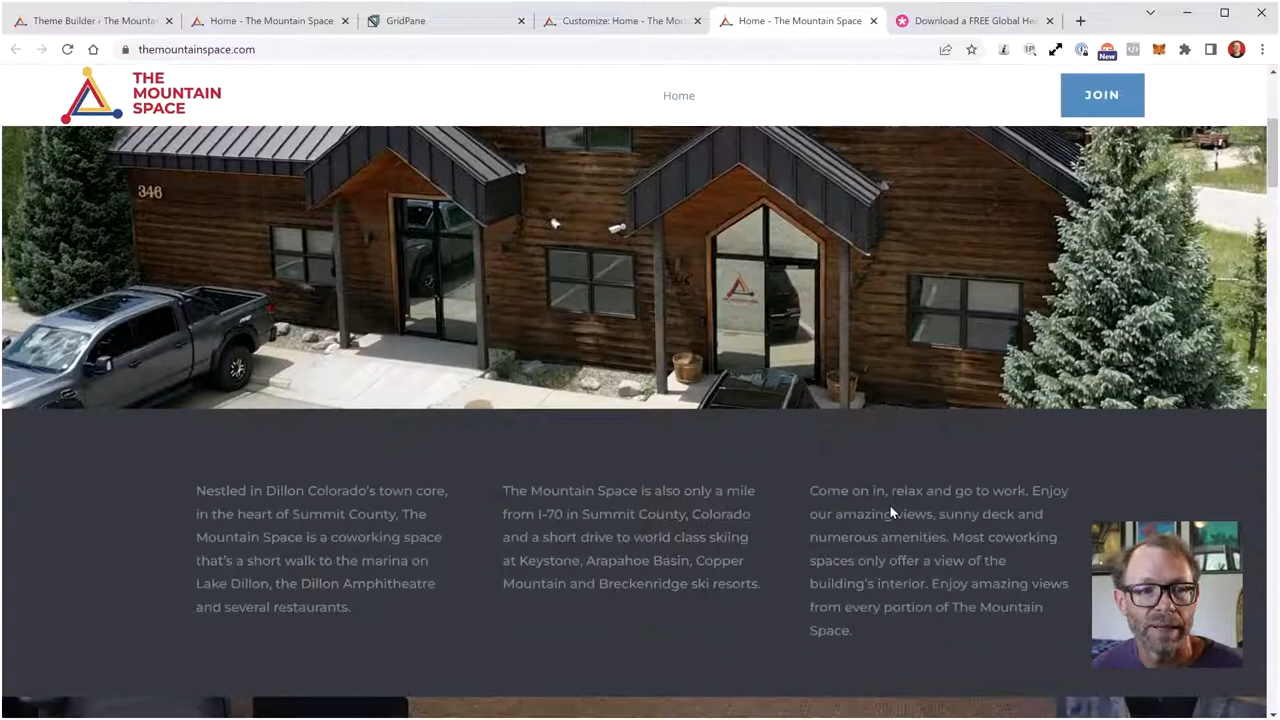 Theme Builder ‹ The Mountai
Home - The Mountain Space
GridPane
Customize: Home - The Mou
Home - The Mountain Space
Download a FREE Global Hea
themountainspace.com
New
THE
MOUNTAIN
SPACE
Home
JOIN
346
Nestled in Dillon Colorado's town core,
in the heart of Summit County, The
Mountain Space is a coworking space
that's a short walk to the marina on
Lake Dillon, the Dillon Amphitheatre
and several restaurants.
The Mountain Space is also only a mile
from I-70 in Summit County, Colorado
and a short drive to world class skiing
at Keystone, Arapahoe Basin, Copper
Mountain and Breckenridge ski resorts.
Come on in, relax and go to work. Enjoy
our amazing views, sunny deck and
numerous amenities. Most coworking
spaces only offer a view of the
building's interior. Enjoy amazing views
from every portion of The Mountain
Space.